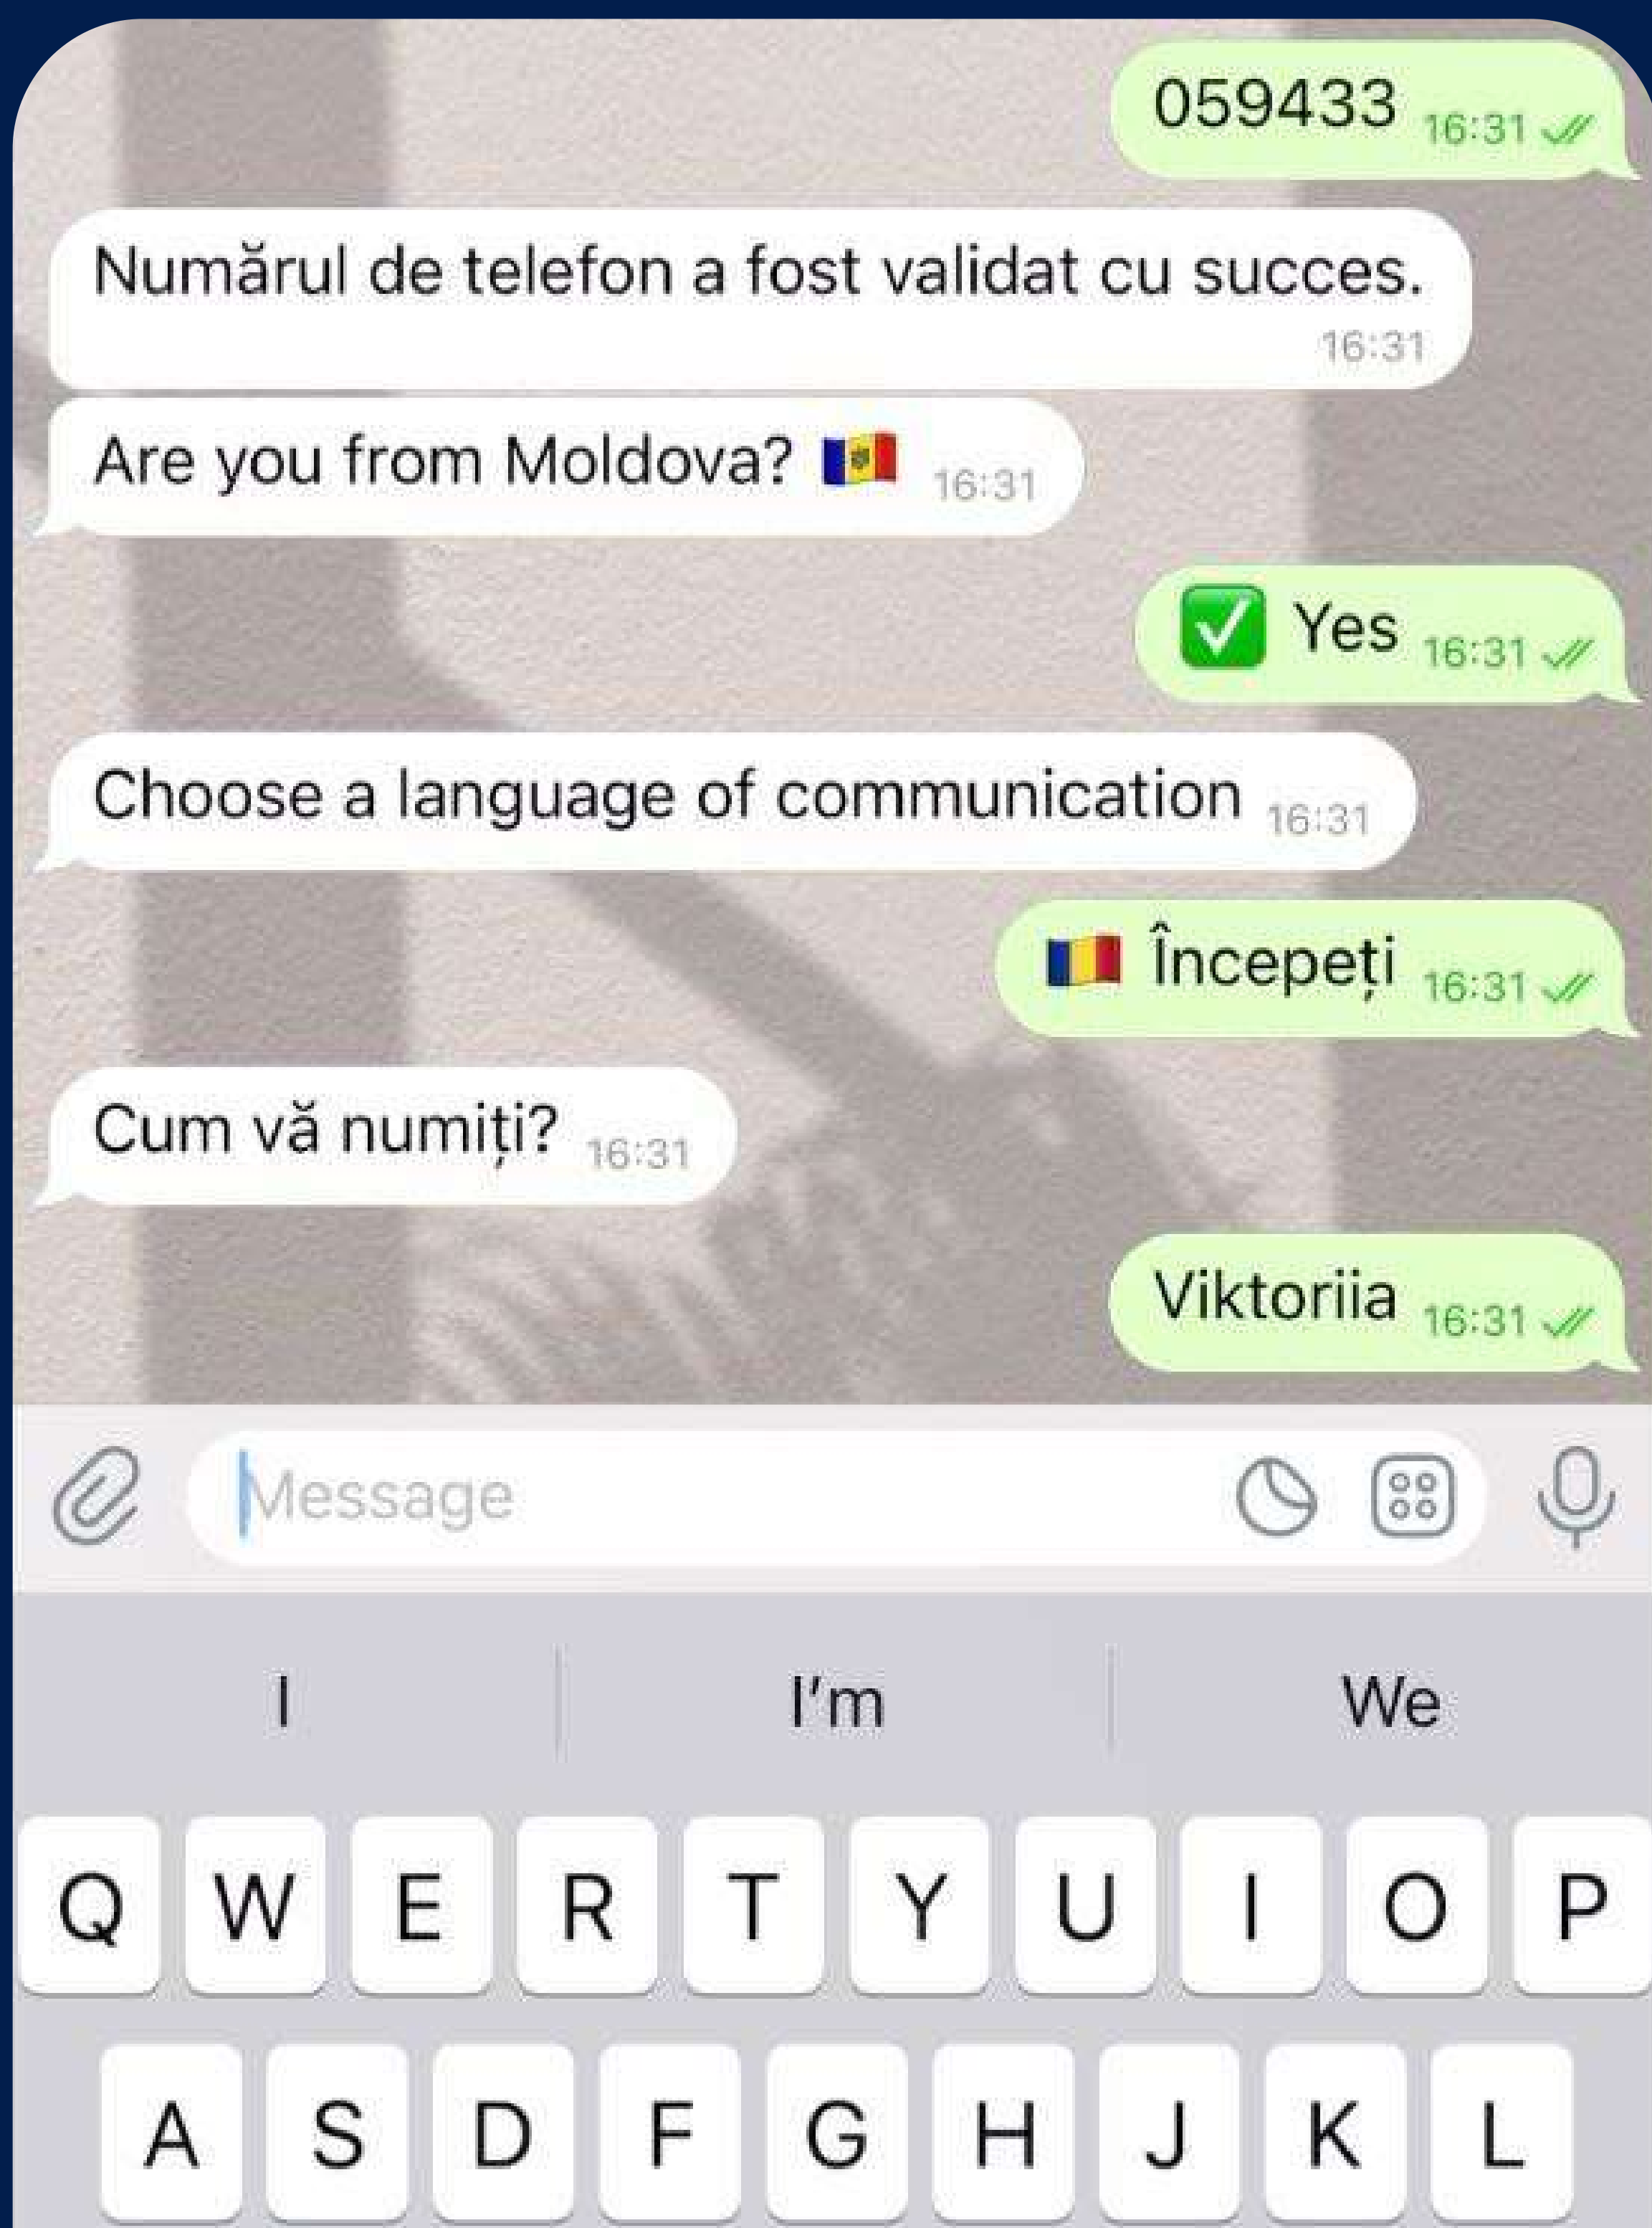 059433 16:31
Numărul de telefon a fost validat cu succes.
16:31
Are you from Moldova? 🇲🇩 16:31
✅ Yes 16:31
Choose a language of communication 16:31
🇷🇴 Începeți 16:31
Cum vă numiți? 16:31
Viktoriia 16:31
Message
I I'm We
Q W E R T Y U I O P
A S D F G H J K L